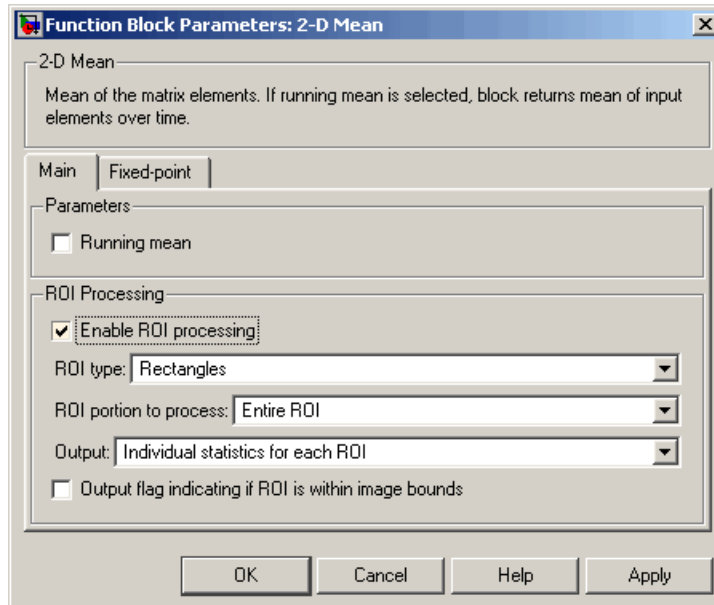 Function Block Parameters: 2-D Mean
2-D Mean
Mean of the matrix elements. If running mean is selected, block returns mean of input
elements over time.
Main Fixed-point
Parameters
Running mean
ROI Processing
Enable ROI processing
ROI type: Rectangles
ROI portion to process: Entire ROI
Output: Individual statistics for each ROI
Output flag indicating if ROI is within image bounds
OK Cancel Help Apply